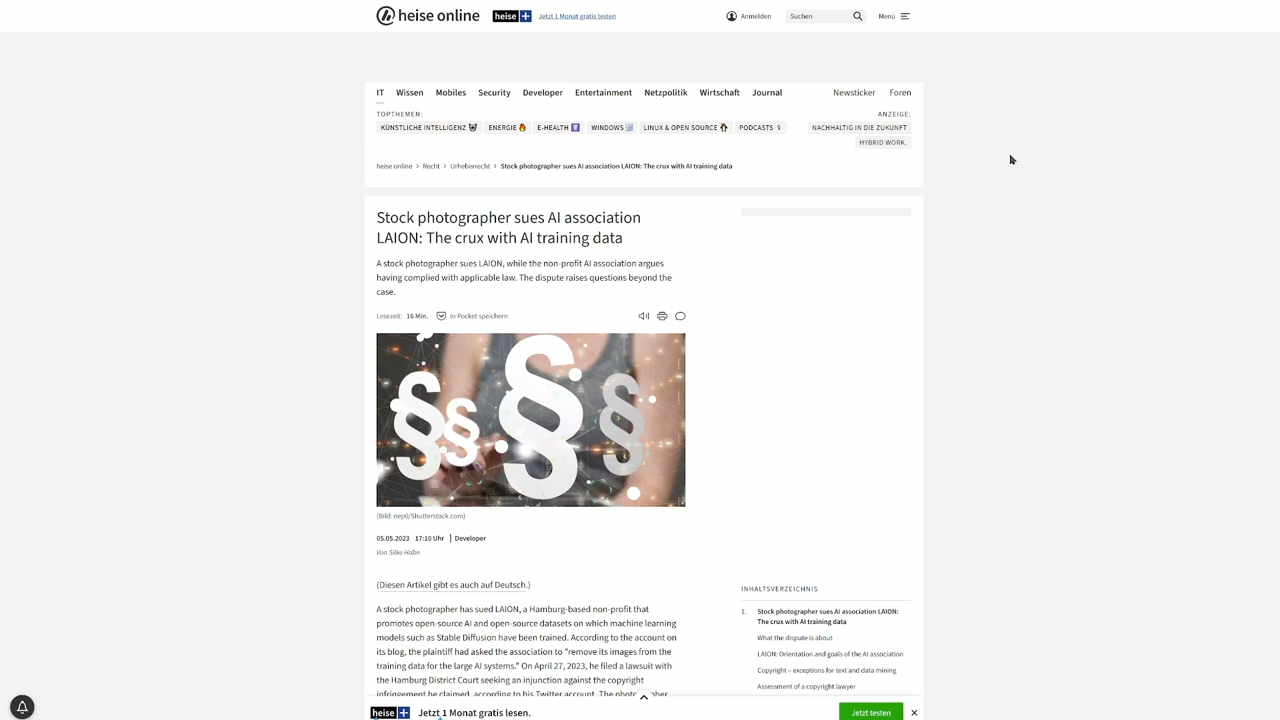 heise online
heise+
Jetzt 1 Monat gratis testen
Anmelden
Suchen
Menü
IT
Wissen
Mobiles
Security
Developer
Entertainment
Netzpolitik
Wirtschaft
Journal
Newsticker
Foren
TOPTHEMEN:
KÜNSTLICHE INTELLIGENZ
ENERGIE
E-HEALTH
WINDOWS
LINUX & OPEN SOURCE
PODCASTS
ANZEIGE:
NACHHALTIG IN DIE ZUKUNFT
HYBRID WORK.
heise online > Recht > Urheberrecht > Stock photographer sues AI association LAION: The crux with AI training data
Stock photographer sues AI association
LAION: The crux with AI training data
A stock photographer sues LAION, while the non-profit AI association argues
having complied with applicable law. The dispute raises questions beyond the
case.
Lesezeit: 16 Min.
In Pocket speichern
§ § § §
(Bild: nep0/Shutterstock.com)
05.05.2023 17:10 Uhr | Developer
Von Silke Hahn
(Diesen Artikel gibt es auch auf Deutsch.)
A stock photographer has sued LAION, a Hamburg-based non-profit that
promotes open-source AI and open-source datasets on which machine learning
models such as Stable Diffusion have been trained. According to the account on
its blog, the plaintiff had asked the association to "remove its images from the
training data for the large AI systems." On April 27, 2023, he filed a lawsuit with
the Hamburg District Court seeking an injunction against the copyright
infringement he claimed, according to his Twitter account. The photographer
INHALTSVERZEICHNIS
1. Stock photographer sues AI association LAION:
The crux with AI training data
What the dispute is about
LAION: Orientation and goals of the AI association
Copyright – exceptions for text and data mining
Assessment of a copyright lawyer
heise+
Jetzt 1 Monat gratis lesen.
Jetzt testen